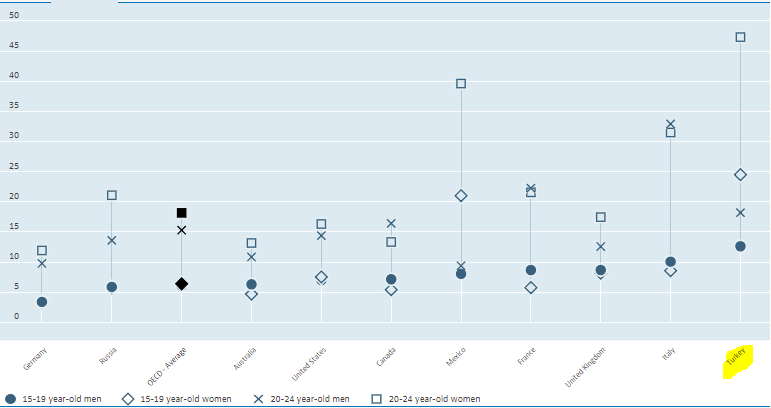 50
45
40
35
30
25
20
15
10
5
0
Germany
Russia
OECD - Average
Australia
United States
Canada
Mexico
France
United Kingdom
Italy
Turkey
15-19 year-old men
15-19 year-old women
20-24 year-old men
20-24 year-old women